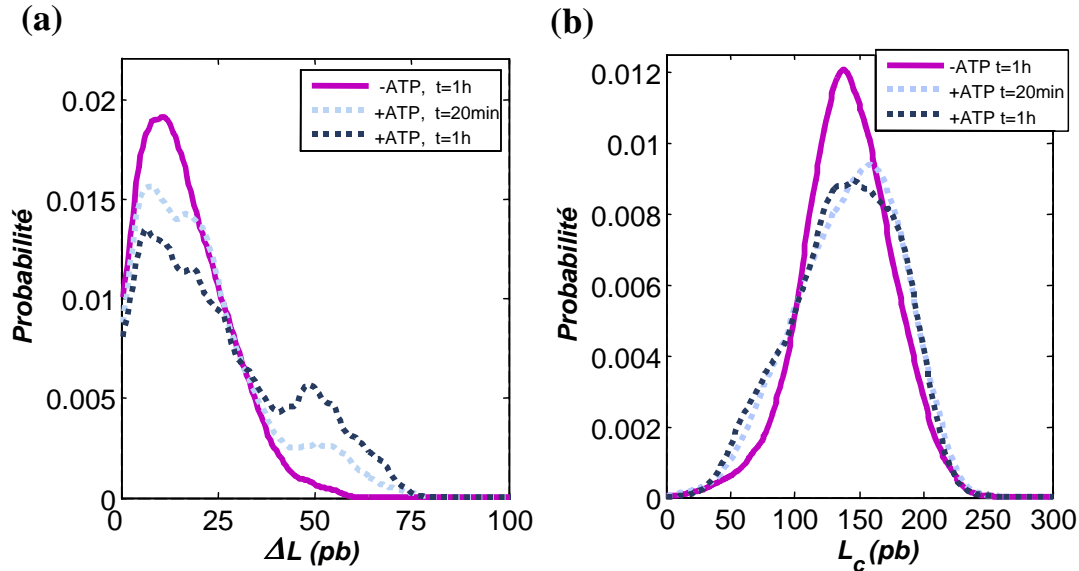 (a)
-ATP, t=1h
+ATP, t=20min
+ATP, t=1h
0.02
0.015
0.01
0.005
0
Probabilité
0
25
50
75
100
ΔL (pb)
(b)
-ATP t=1h
+ATP t=20min
+ATP t=1h
0.012
0.01
0.008
0.006
0.004
0.002
0
Probabilité
0
50
100
150
200
250
300
Lc (pb)